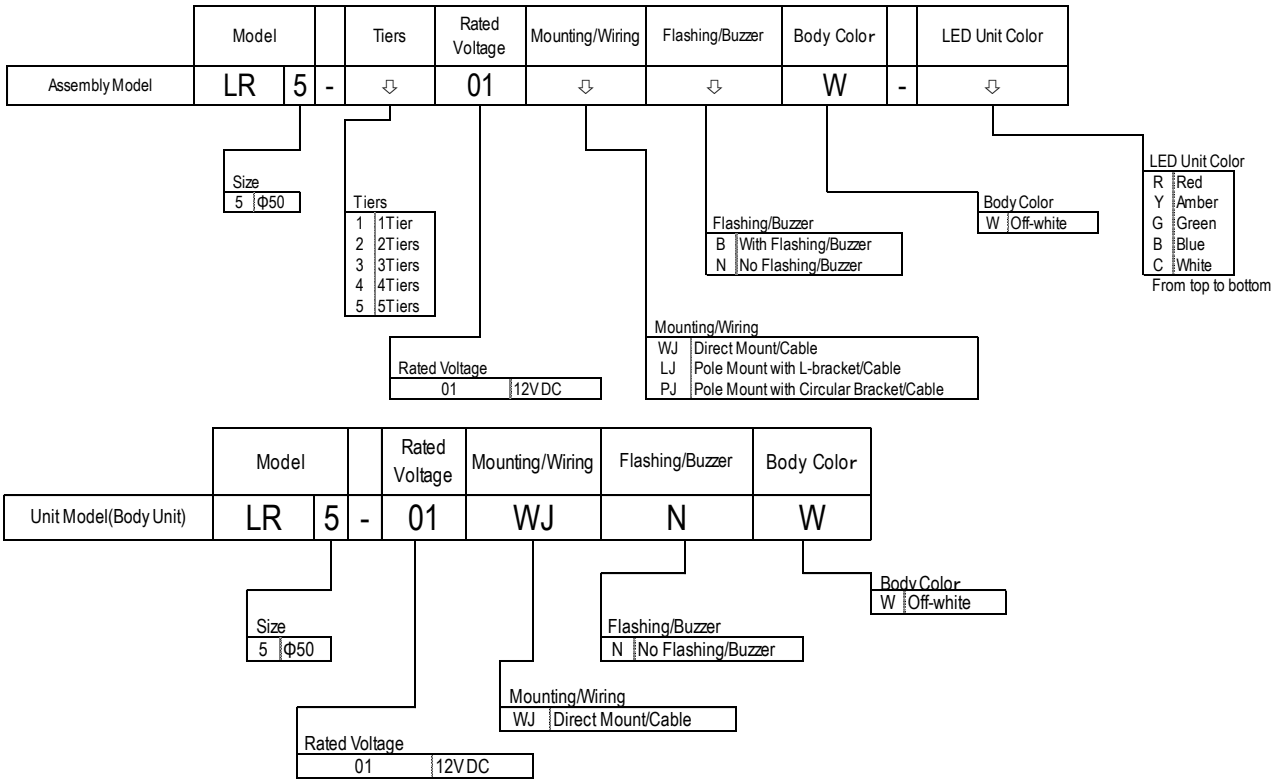 Model Tiers Rated Voltage Mounting/Wiring Flashing/Buzzer Body Color LED Unit Color
Assembly Model LR 5 - ⇩ 01 ⇩ ⇩ W - ⇩
Size
5 Φ50
Tiers
1 1Tier
2 2Tiers
3 3Tiers
4 4Tiers
5 5Tiers
Rated Voltage
01 12V DC
Mounting/Wiring
WJ Direct Mount/Cable
LJ Pole Mount with L-bracket/Cable
PJ Pole Mount with Circular Bracket/Cable
Flashing/Buzzer
B With Flashing/Buzzer
N No Flashing/Buzzer
Body Color
W Off-white
LED Unit Color
R Red
Y Amber
G Green
B Blue
C White
From top to bottom
Model Rated Voltage Mounting/Wiring Flashing/Buzzer Body Color
Unit Model(Body Unit) LR 5 - 01 WJ N W
Size
5 Φ50
Rated Voltage
01 12V DC
Mounting/Wiring
WJ Direct Mount/Cable
Flashing/Buzzer
N No Flashing/Buzzer
Body Color
W Off-white